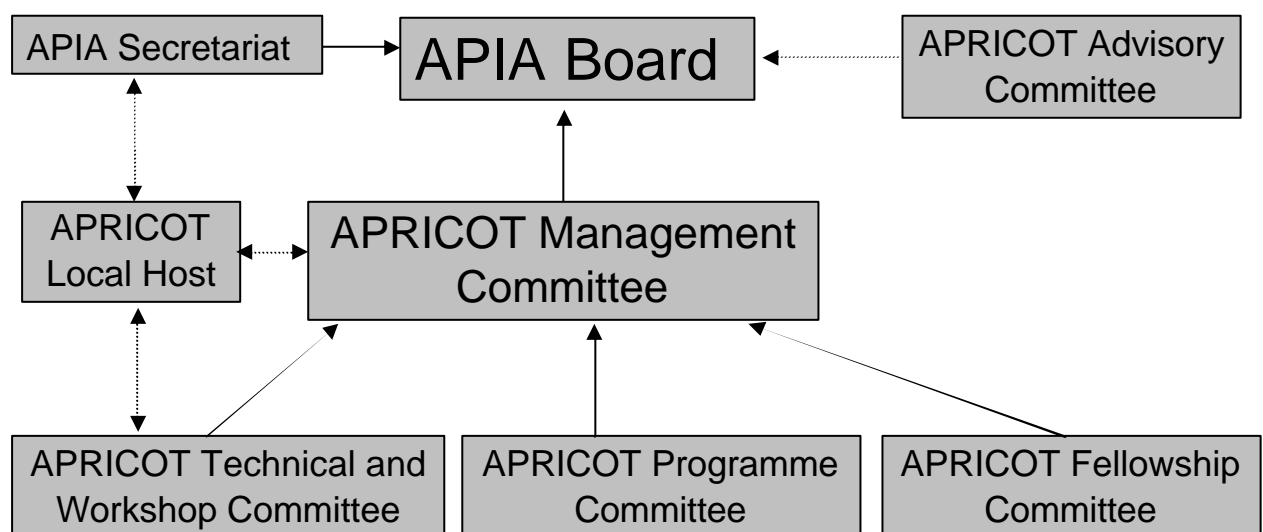 APIA Secretariat
APIA Board
APRICOT Advisory
Committee
APRICOT
Local Host
APRICOT Management
Committee
APRICOT Technical and
Workshop Committee
APRICOT Programme
Committee
APRICOT Fellowship
Committee